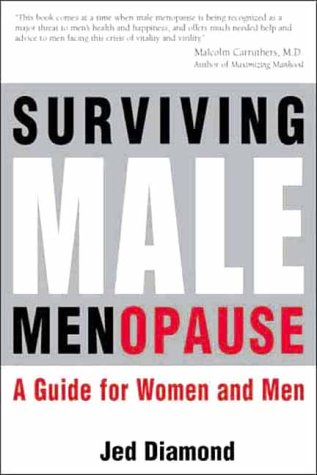 "This book comes at a time when male menopause is being recognized as a
major threat to men's health and happiness, and offers much needed help and
advice to men facing this crisis of vitality and virility."
Malcolm Carruthers, M.D.
Author of Maximizing Manhood
SURVIVING
MALE
MENOPAUSE
A Guide for Women and Men
Jed Diamond